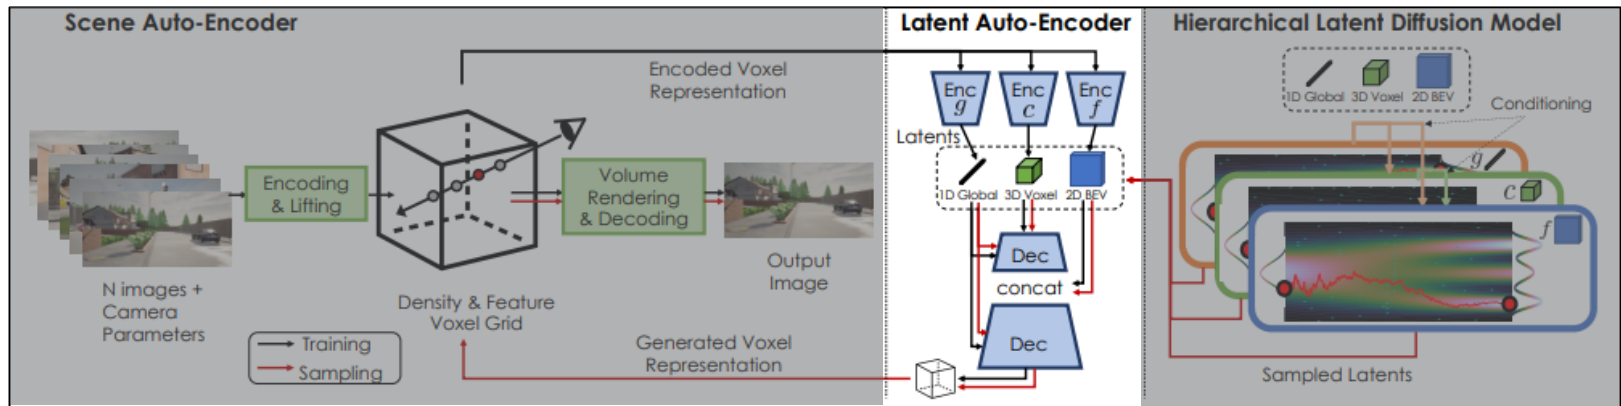 Scene Auto-Encoder
Latent Auto-Encoder
Hierarchical Latent Diffusion Model
Encoded Voxel
Representation
Encoding
& Lifting
Volume
Rendering
& Decoding
N images +
Camera
Parameters
Density & Feature
Voxel Grid
Output
Image
Training
Sampling
Generated Voxel
Representation
Enc
g
Enc
c
Enc
f
Latents
1D Global
3D Voxel
2D BEV
Dec
concat
Dec
1D Global
3D Voxel
2D BEV
Conditioning
g
c
f
Sampled Latents